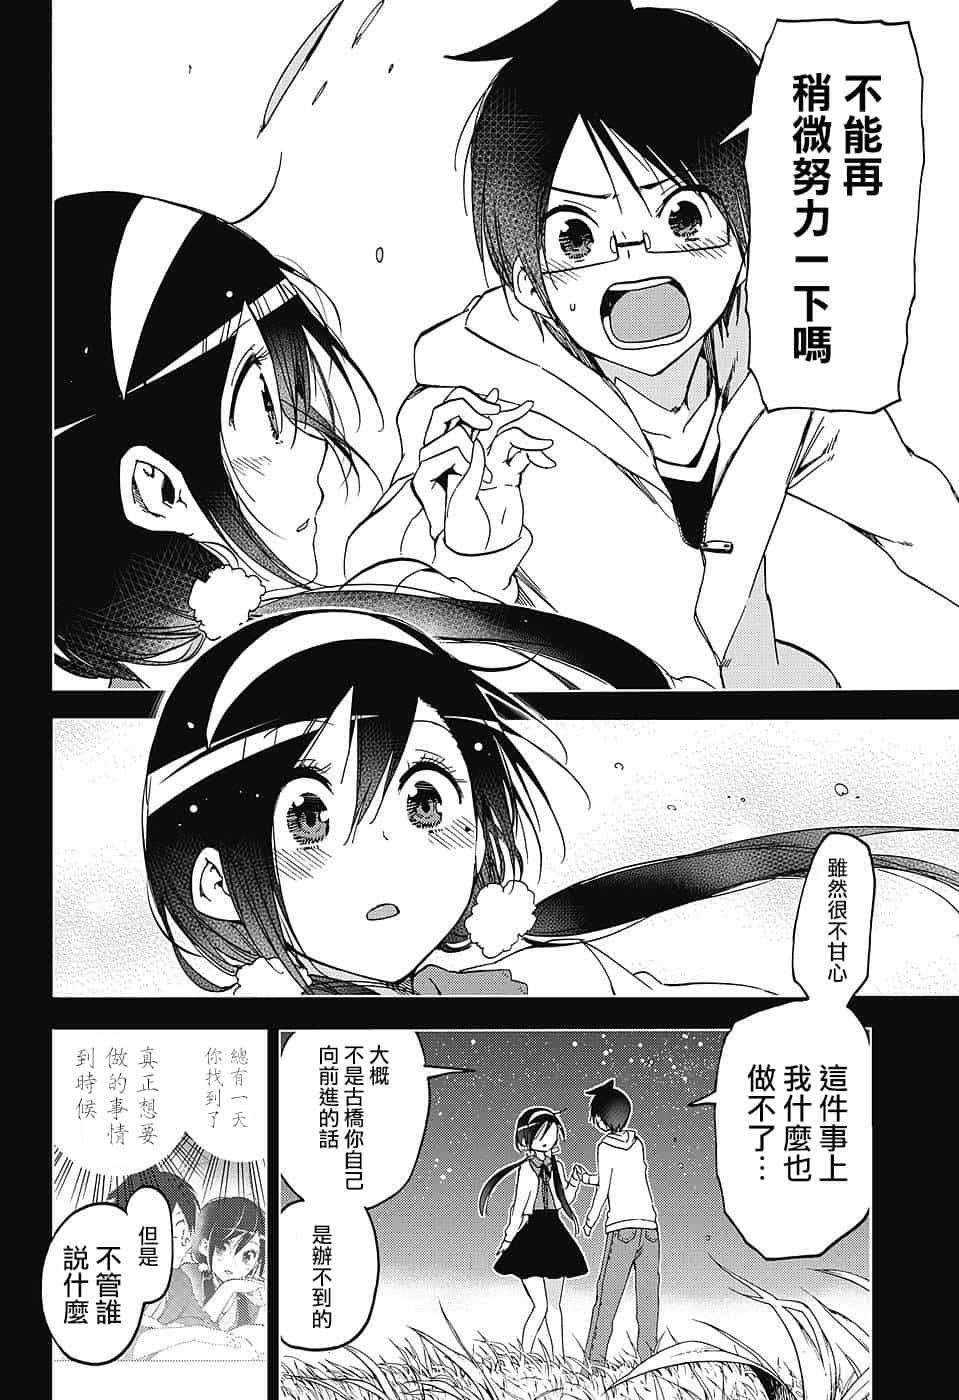 不能再
稍微努力一下嗎
雖然很不甘心
這件事上
我什麼也
做不了…
大概
不是古橋你自己
向前進的話
是辦不到的
總有一天
你找到了
真正想要
做的事情
到時候
但是
不管誰
説什麼